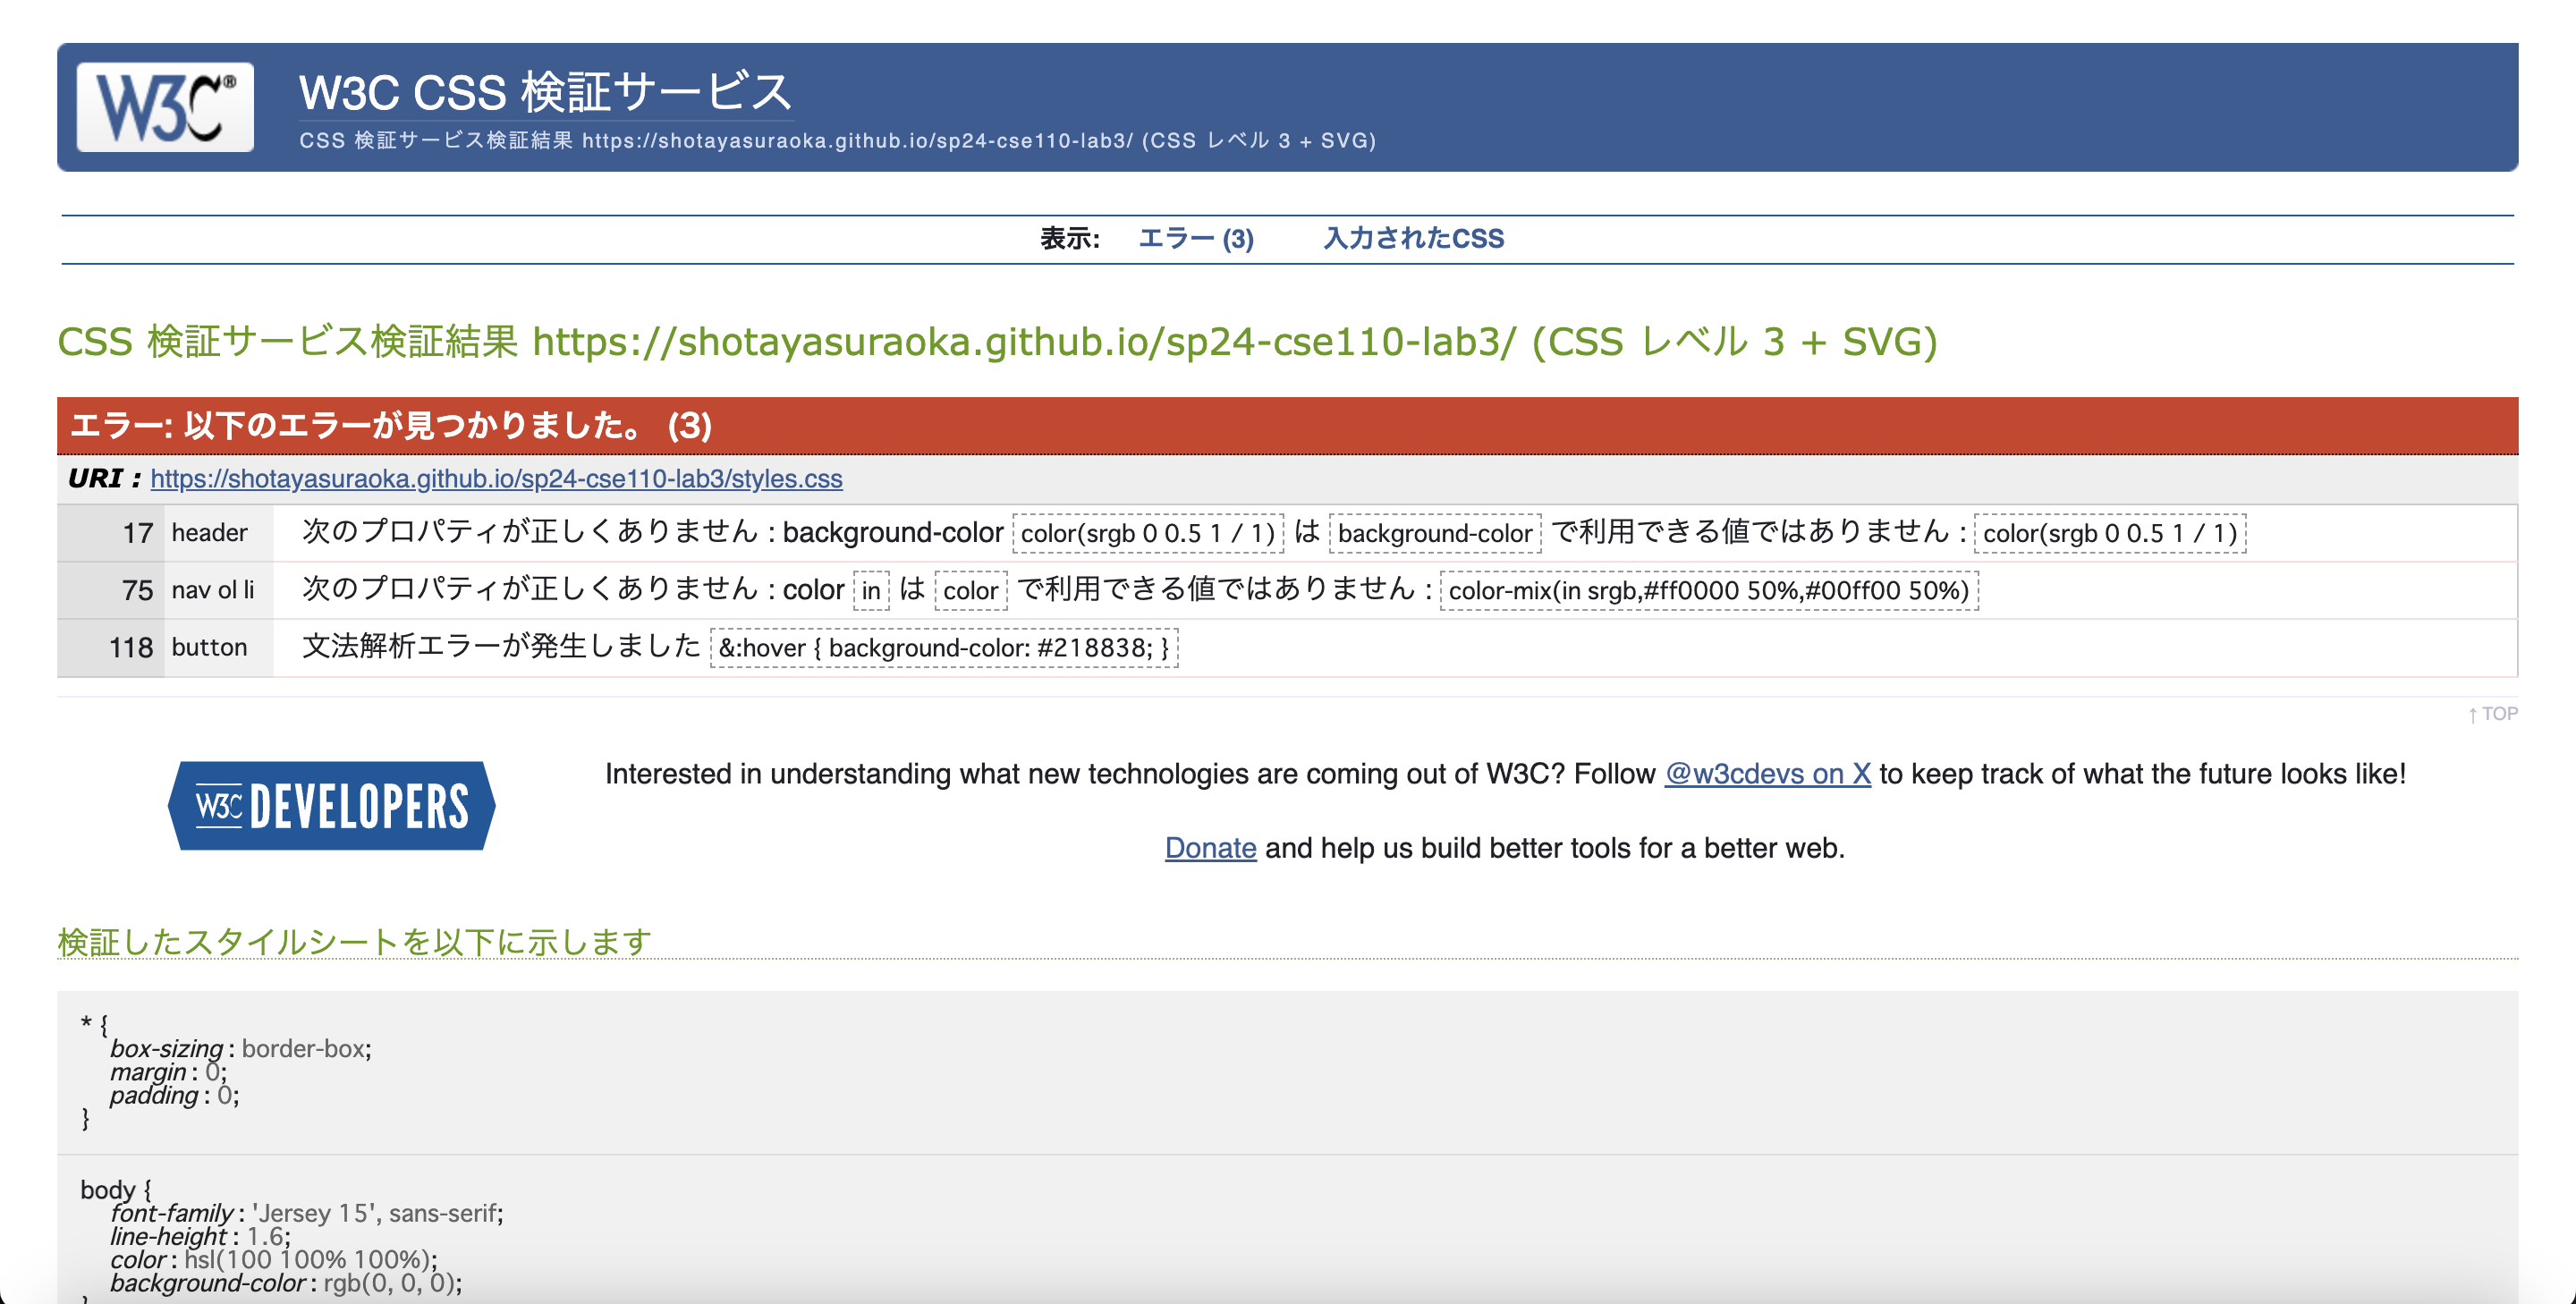 W3C®
W3C CSS 検証サービス
CSS 検証サービス検証結果 https://shotayasuraoka.github.io/sp24-cse110-lab3/ (CSS レベル 3 + SVG)
表示: エラー (3) 入力されたCSS
CSS 検証サービス検証結果 https://shotayasuraoka.github.io/sp24-cse110-lab3/ (CSS レベル 3 + SVG)
エラー: 以下のエラーが見つかりました。 (3)
URI : https://shotayasuraoka.github.io/sp24-cse110-lab3/styles.css
17 header 次のプロパティが正しくありません : background-color color(srgb 0 0.5 1 / 1) は background-color で利用できる値ではありません : color(srgb 0 0.5 1 / 1)
75 nav ol li 次のプロパティが正しくありません : color in は color で利用できる値ではありません : color-mix(in srgb,#ff0000 50%,#00ff00 50%)
118 button 文法解析エラーが発生しました &:hover { background-color: #218838; }
↑ TOP
W3C DEVELOPERS
Interested in understanding what new technologies are coming out of W3C? Follow @w3cdevs on X to keep track of what the future looks like!
Donate and help us build better tools for a better web.
検証したスタイルシートを以下に示します
* {
box-sizing : border-box;
margin : 0;
padding : 0;
}
body {
font-family : 'Jersey 15', sans-serif;
line-height : 1.6;
color : hsl(100 100% 100%);
background-color : rgb(0, 0, 0);
}